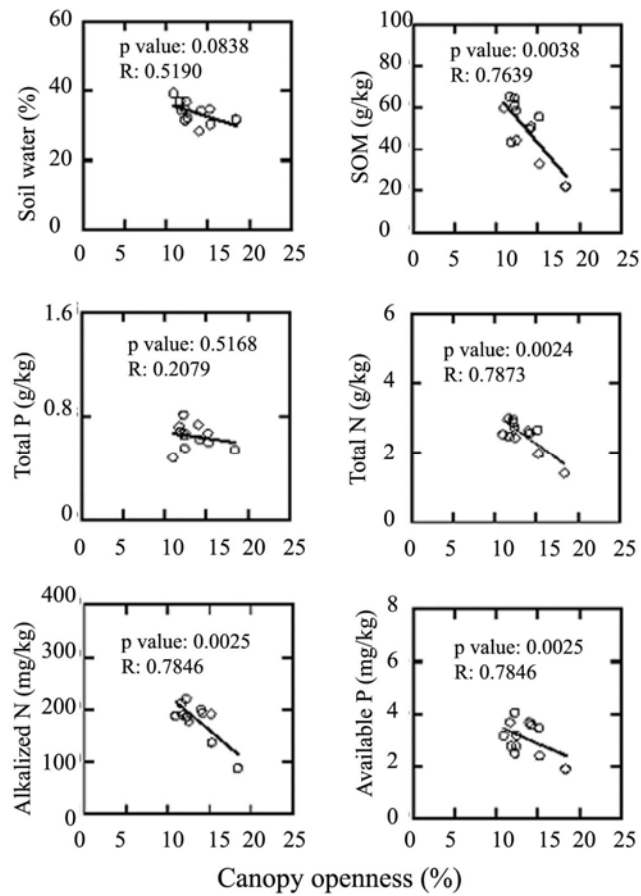 60
40
20
0
Soil water (%)
p value: 0.0838
R: 0.5190
0 5 10 15 20 25
100
80
60
40
20
0
SOM (g/kg)
p value: 0.0038
R: 0.7639
0 5 10 15 20 25
1.6
0.8
0
Total P (g/kg)
p value: 0.5168
R: 0.2079
0 5 10 15 20 25
6
4
2
0
Total N (g/kg)
p value: 0.0024
R: 0.7873
0 5 10 15 20 25
400
300
200
100
0
Alkalized N (mg/kg)
p value: 0.0025
R: 0.7846
0 5 10 15 20 25
8
6
4
2
0
Available P (mg/kg)
p value: 0.0025
R: 0.7846
0 5 10 15 20 25
Canopy openness (%)